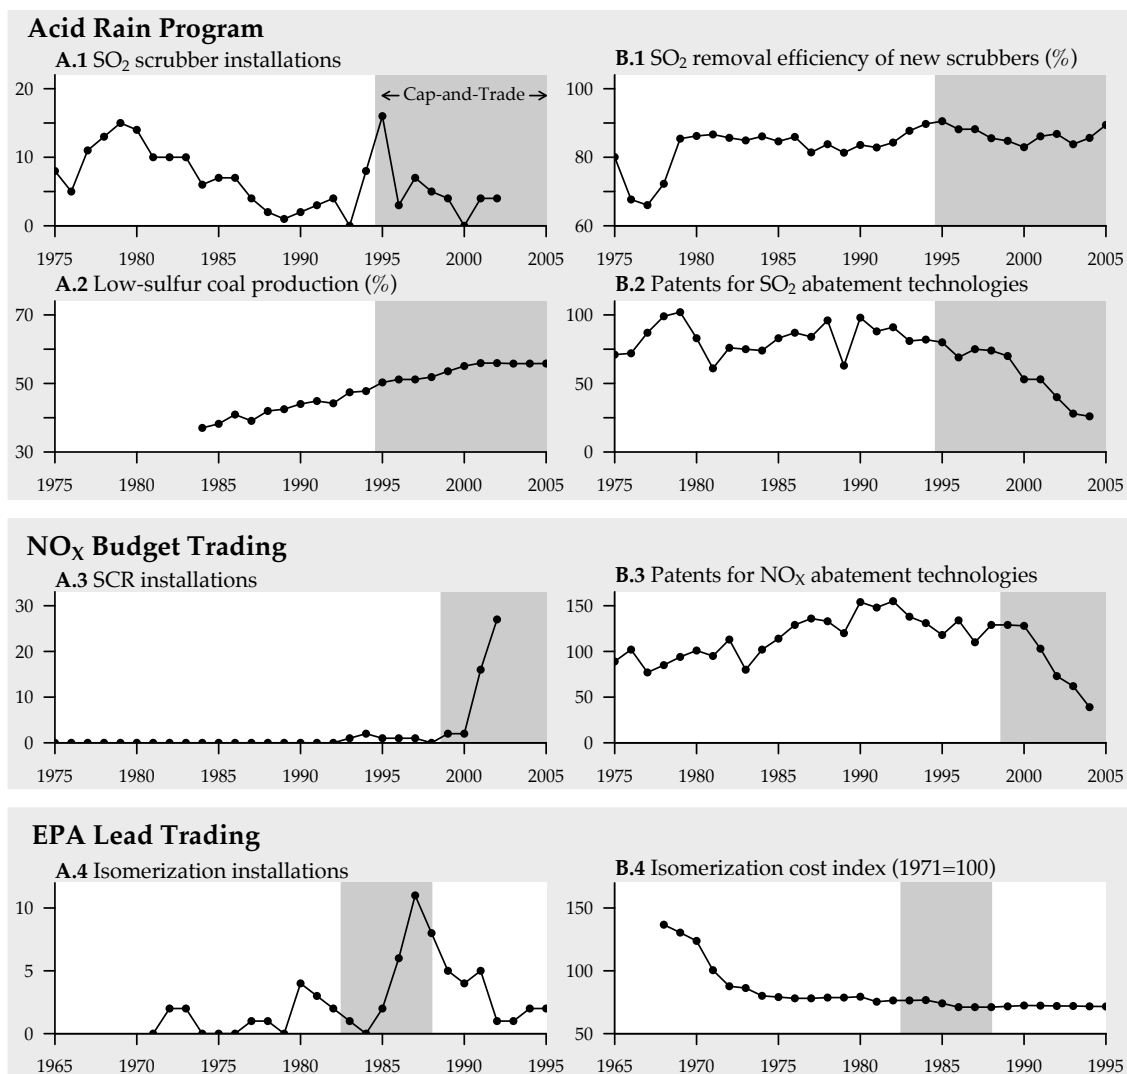 Acid Rain Program
A.1 SO₂ scrubber installations
20
10
0
← Cap-and-Trade →
1975 1980 1985 1990 1995 2000 2005
B.1 SO₂ removal efficiency of new scrubbers (%)
100
80
60
1975 1980 1985 1990 1995 2000 2005
A.2 Low-sulfur coal production (%)
70
50
30
1975 1980 1985 1990 1995 2000 2005
B.2 Patents for SO₂ abatement technologies
100
50
0
1975 1980 1985 1990 1995 2000 2005
NOX Budget Trading
A.3 SCR installations
30
20
10
0
1975 1980 1985 1990 1995 2000 2005
B.3 Patents for NOX abatement technologies
150
100
50
0
1975 1980 1985 1990 1995 2000 2005
EPA Lead Trading
A.4 Isomerization installations
10
5
0
1965 1970 1975 1980 1985 1990 1995
B.4 Isomerization cost index (1971=100)
150
100
50
1965 1970 1975 1980 1985 1990 1995